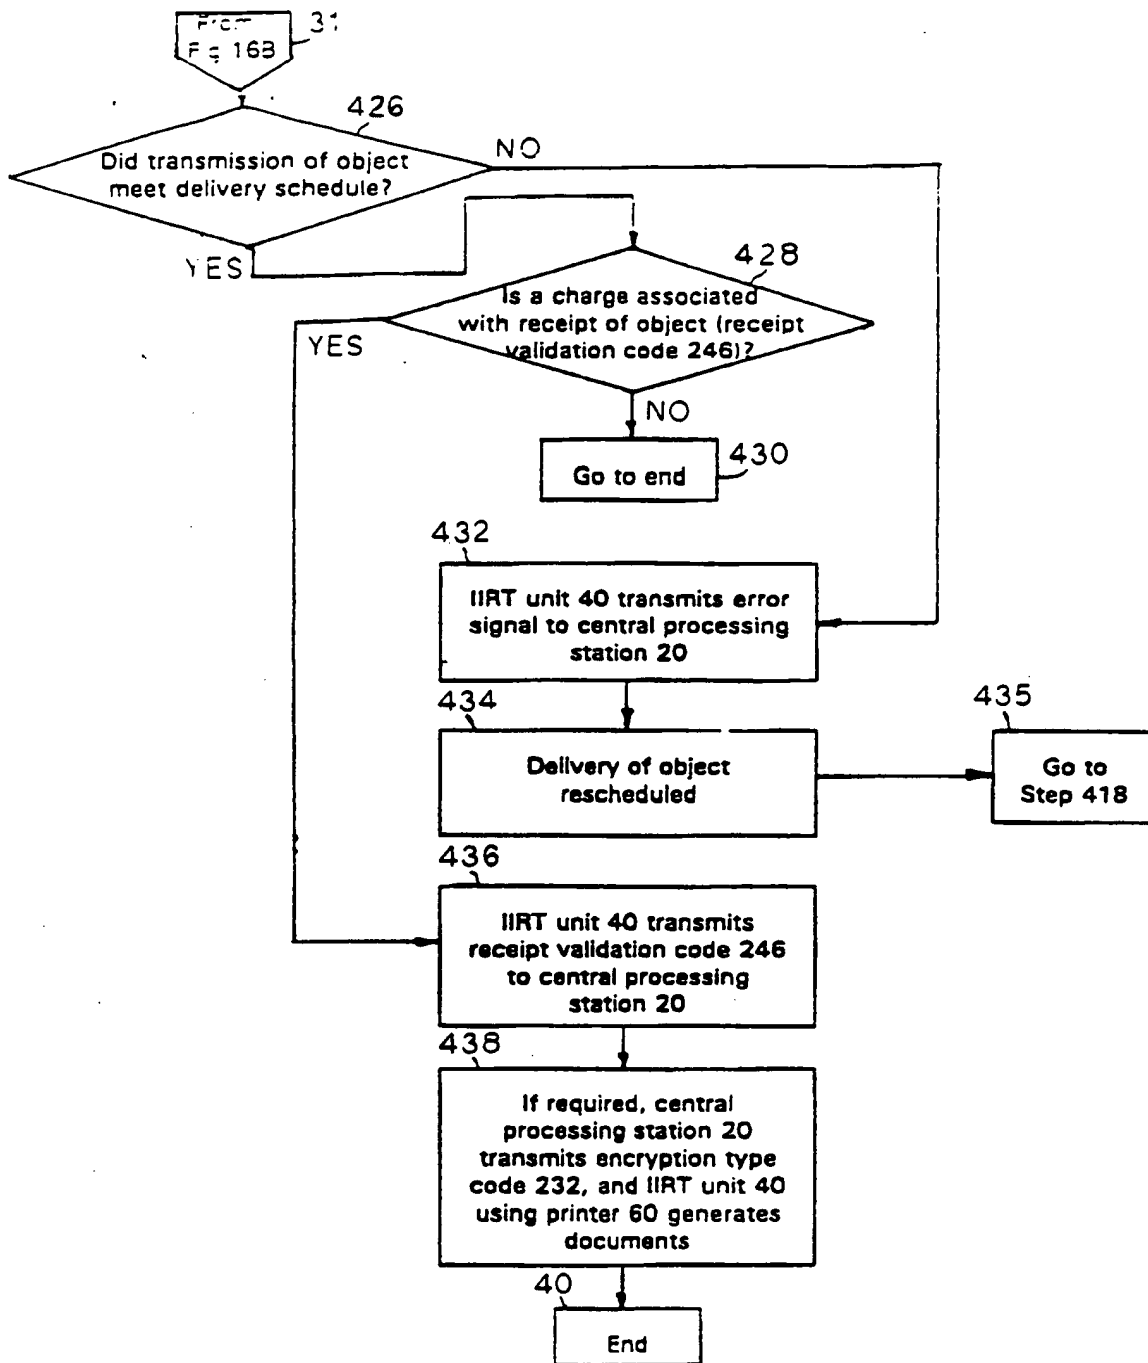 From
Fig 16B
31
426
Did transmission of object
meet delivery schedule?
NO
YES
428
Is a charge associated
with receipt of object (receipt
validation code 246)?
YES
NO
430
Go to end
432
IIRT unit 40 transmits error
signal to central processing
station 20
434
Delivery of object
rescheduled
435
Go to
Step 418
436
IIRT unit 40 transmits
receipt validation code 246
to central processing
station 20
438
If required, central
processing station 20
transmits encryption type
code 232, and IIRT unit 40
using printer 60 generates
documents
40
End